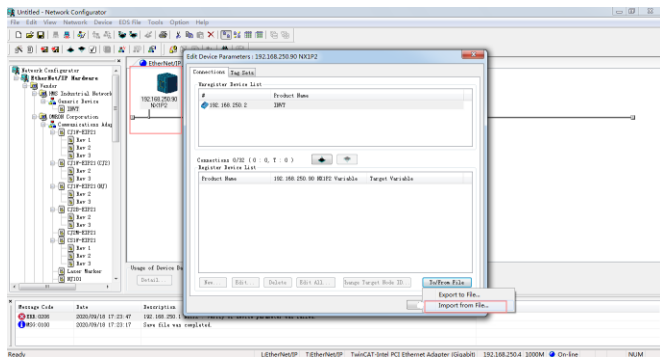 Untitled - Network Configurator
File Edit View Network Device EDS File Tools Option Help
Edit Device Parameters : 192.168.250.90 NX1P2
Connections Tag Sets
Unregister Device List
# Product Name
192.168.250.2 INVT
Connections 0/32 ( O : 0, T : 0 )
Register Device List
Product Name 192.168.250.90 NX1P2 Variable Target Variable
New... Edit... Delete Edit All... Change Target Node ID... To/From File
Export to File...
Import from File...
Network Configurator
EtherNet/IP Hardware
Vendor
HMS Industrial Network
Generic Device
INVT
OMRON Corporation
Communications Adap
CJ1W-EIP21
Rev 1
Rev 2
Rev 3
CJ1W-EIP21(CJ2)
Rev 2
Rev 3
CJ1W-EIP21(NJ)
Rev 2
Rev 3
CJ2B-EIP21
Rev 2
Rev 3
CJ2M-EIP21
CS1W-EIP21
Rev 1
Rev 2
Rev 3
Laser Marker
EtherNet/IP
192.168.250.90
NX1P2
Usage of Device
Detail...
Message Code Date Description
2020/09/18 17:23:47
2020/09/18 17:23:17 Save file was completed.
Ready
L:EtherNet/IP T:EtherNet/IP TwinCAT-Intel PCI Ethernet Adapter (Gigabit) 192.168.250.4 1000M On-line NUM